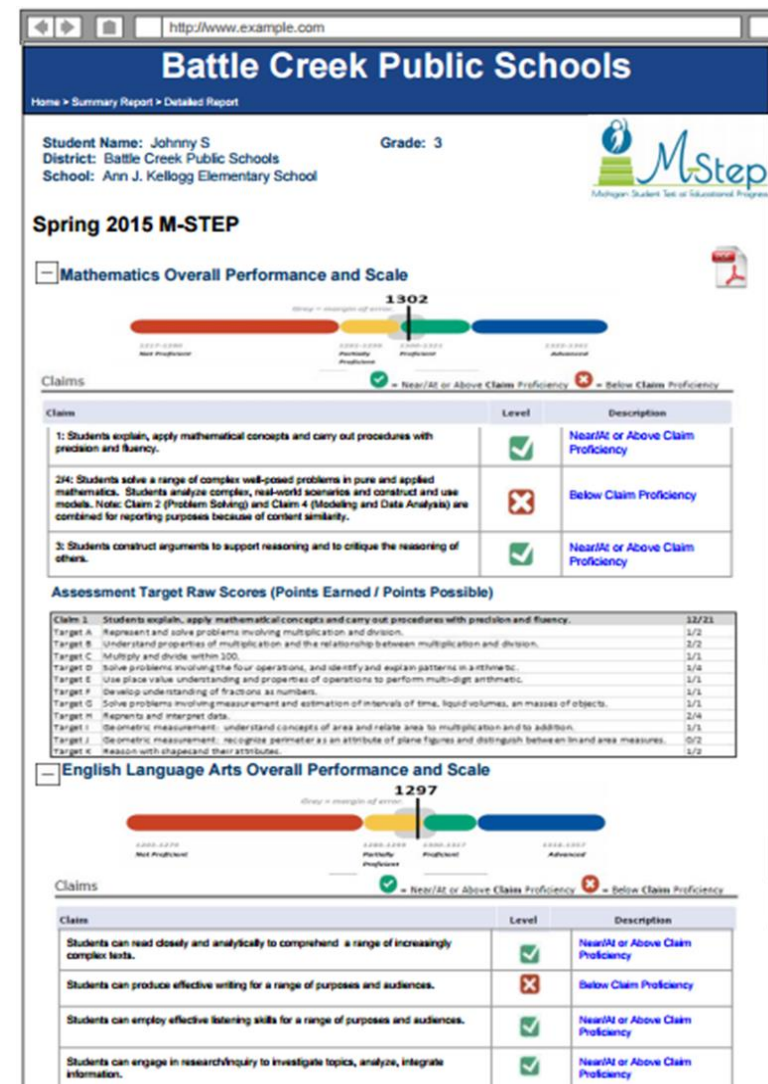 http://www.example.com
Battle Creek Public Schools
Home > Summary Report > Detailed Report
Student Name: Johnny S
Grade: 3
District: Battle Creek Public Schools
School: Ann J. Kellogg Elementary School
M-Step
Michigan Student Test of Educational Progress
Spring 2015 M-STEP
Mathematics Overall Performance and Scale
1302
Grey = margin of error.
Not Proficient
Partially
Proficient
Proficient
Advanced
Claims
= Near/At or Above Claim Proficiency
= Below Claim Proficiency
Claim Level Description
1: Students explain, apply mathematical concepts and carry out procedures with
precision and fluency.
Near/At or Above Claim
Proficiency
2/4: Students solve a range of complex well-posed problems in pure and applied
mathematics. Students analyze complex, real-world scenarios and construct and use
models. Note: Claim 2 (Problem Solving) and Claim 4 (Modeling and Data Analysis) are
combined for reporting purposes because of content similarity.
Below Claim Proficiency
3: Students construct arguments to support reasoning and to critique the reasoning of
others.
Near/At or Above Claim
Proficiency
Assessment Target Raw Scores (Points Earned / Points Possible)
Claim 1 Students explain, apply mathematical concepts and carry out procedures with precision and fluency. 12/21
Target A Represent and solve problems involving multiplication and division. 1/2
Target B Understand properties of multiplication and the relationship between multiplication and division. 2/2
Target C Multiply and divide within 100. 1/1
Target D Solve problems involving the four operations, and identify and explain patterns in arithmetic. 1/4
Target E Use place value understanding and properties of operations to perform multi-digit arithmetic. 1/1
Target F Develop understanding of fractions as numbers. 1/1
Target G Solve problems involving measurement and estimation of intervals of time, liquid volumes, an masses of objects. 1/1
Target H Reprents and interpret data. 2/4
Target I Geometric measurement: understand concepts of area and relate area to multiplication and to addition. 1/1
Target J Geometric measurement: recognize perimeter as an attribute of plane figures and distinguish between lin and area measures. 0/2
Target K Reason with shapes and their attributes.
English Language Arts Overall Performance and Scale
1297
Grey = margin of error.
Not Proficient
Partially
Proficient
Proficient
Advanced
Claims
= Near/At or Above Claim Proficiency
= Below Claim Proficiency
Claim Level Description
Students can read closely and analytically to comprehend a range of increasingly
complex texts.
Near/At or Above Claim
Proficiency
Students can produce effective writing for a range of purposes and audiences.
Below Claim Proficiency
Students can employ effective listening skills for a range of purposes and audiences.
Near/At or Above Claim
Proficiency
Students can engage in research/inquiry to investigate topics, analyze, integrate
information.
Near/At or Above Claim
Proficiency